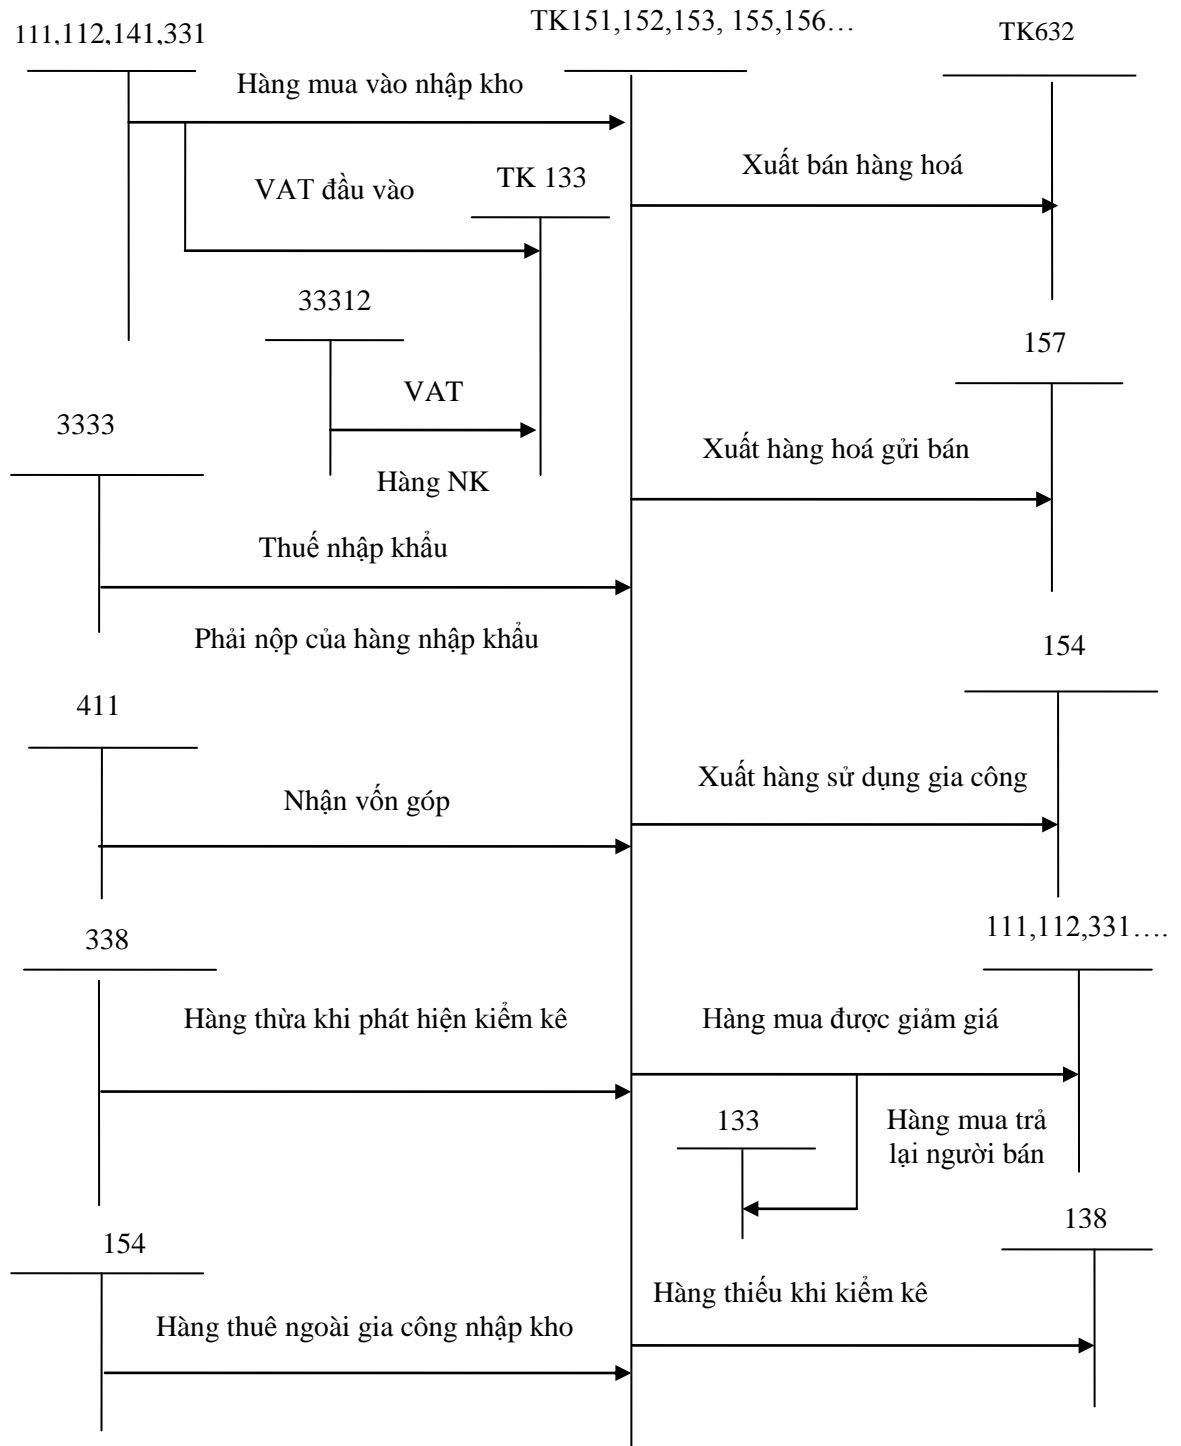 111,112,141,331
TK151,152,153, 155,156…
TK632
Hàng mua vào nhập kho
Xuất bán hàng hoá
VAT đầu vào
TK 133
33312
157
VAT
3333
Xuất hàng hoá gửi bán
Hàng NK
Thuế nhập khẩu
Phải nộp của hàng nhập khẩu
154
411
Xuất hàng sử dụng gia công
Nhận vốn góp
111,112,331….
338
Hàng thừa khi phát hiện kiểm kê
Hàng mua được giảm giá
133
Hàng mua trả
lại người bán
138
154
Hàng thiếu khi kiểm kê
Hàng thuê ngoài gia công nhập kho